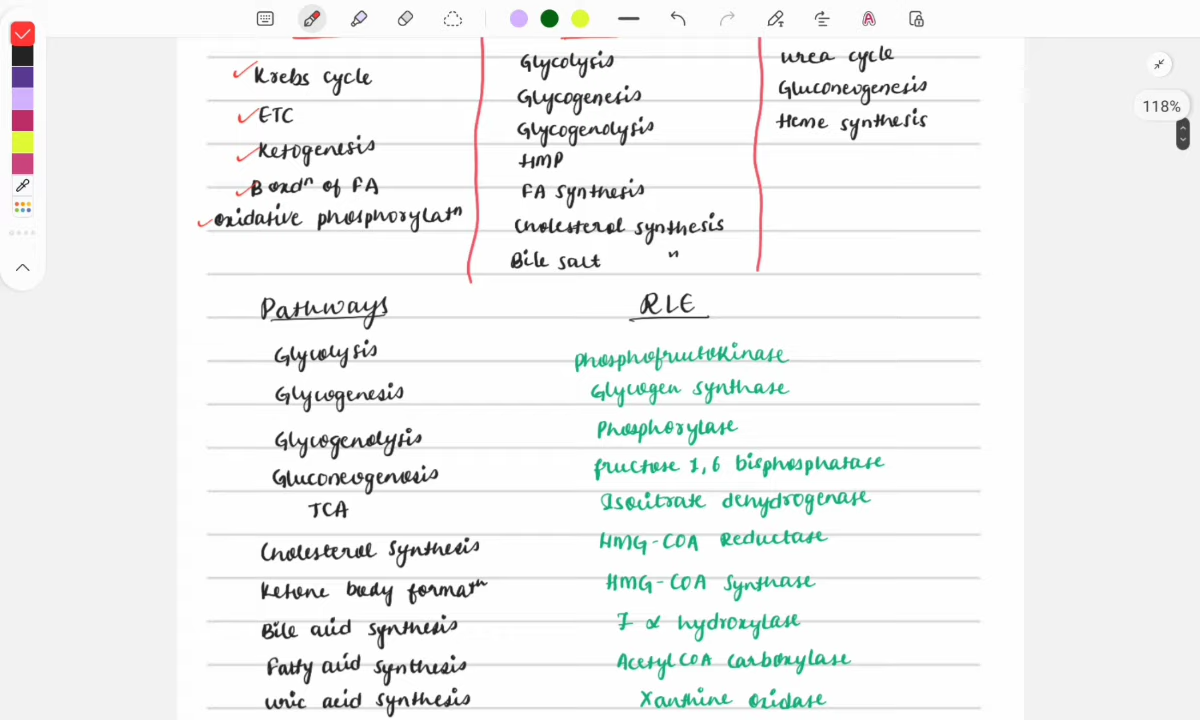 Krebs cycle
ETC
Ketogenesis
B oxdⁿ of FA
oxidative phosphorylatⁿ
Glycolysis
Glycogenesis
Glycogenolysis
HMP
FA synthesis
Cholesterol synthesis
Bile salt "
urea cycle
Gluconeogenesis
Heme synthesis
118%
Pathways RLE
Glycolysis phosphofructokinase
Glycogenesis Glycogen synthase
Glycogenolysis Phosphorylase
Gluconeogenesis fructose 1,6 bisphosphatase
TCA Isocitrate dehydrogenase
Cholesterol synthesis HMG-COA Reductase
Ketone body formatⁿ HMG-COA synthase
Bile acid synthesis 7 α hydroxylase
Fatty acid synthesis Acetyl COA carboxylase
uric acid synthesis Xanthine oxidase